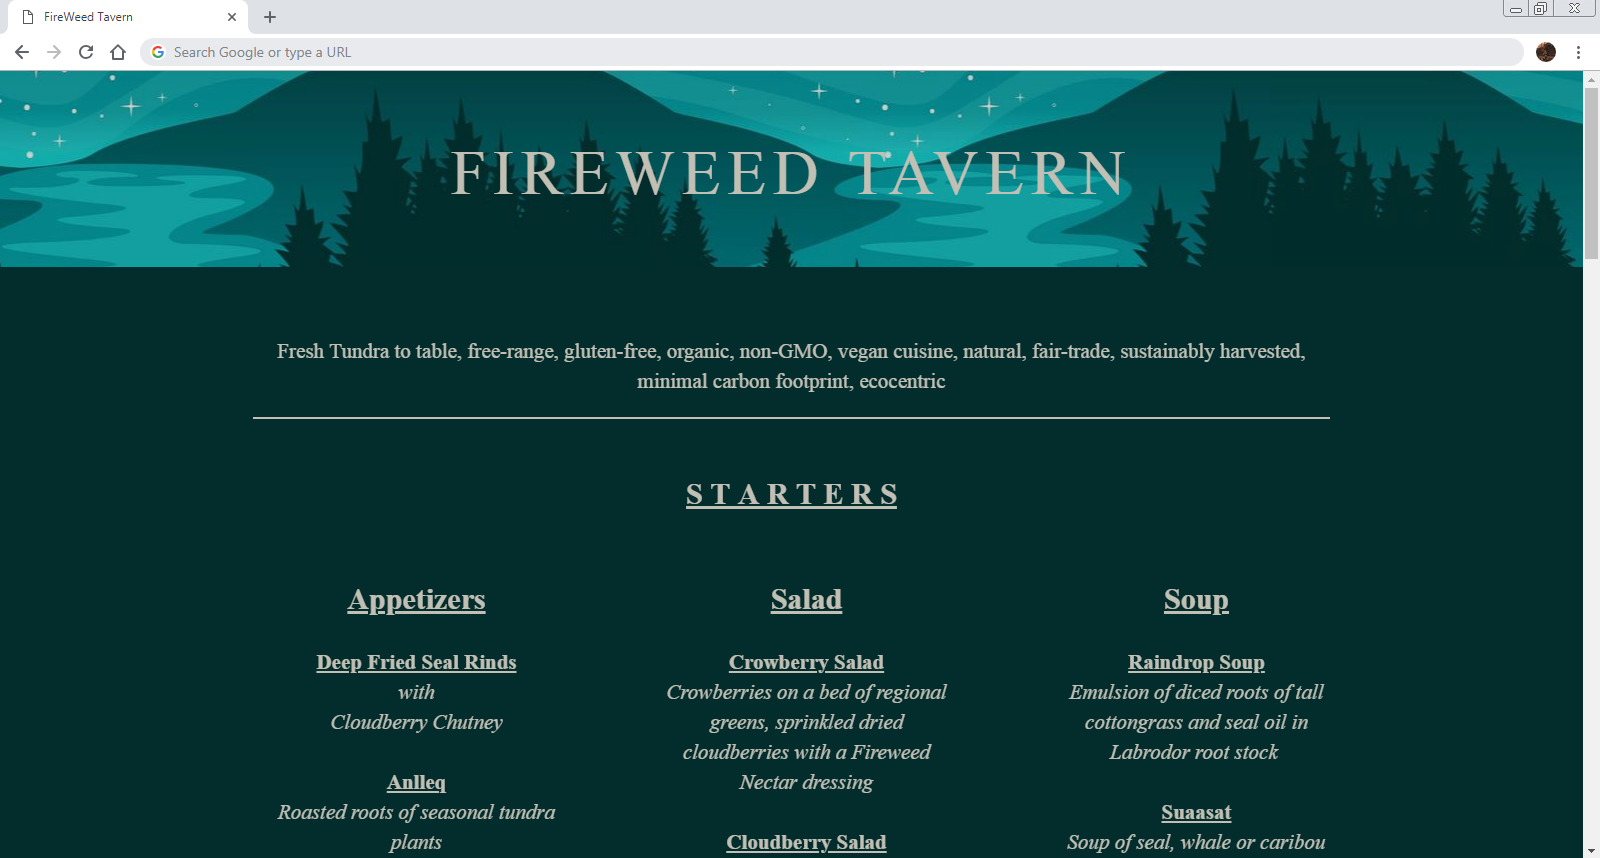 FireWeed Tavern
Search Google or type a URL
FIREWEED TAVERN
Fresh Tundra to table, free-range, gluten-free, organic, non-GMO, vegan cuisine, natural, fair-trade, sustainably harvested,
minimal carbon footprint, ecocentric
STARTERS
Appetizers
Deep Fried Seal Rinds
with
Cloudberry Chutney
Anlleq
Roasted roots of seasonal tundra
plants
Salad
Crowberry Salad
Crowberries on a bed of regional
greens, sprinkled dried
cloudberries with a Fireweed
Nectar dressing
Cloudberry Salad
Soup
Raindrop Soup
Emulsion of diced roots of tall
cottongrass and seal oil in
Labrodor root stock
Suaasat
Soup of seal, whale or caribou